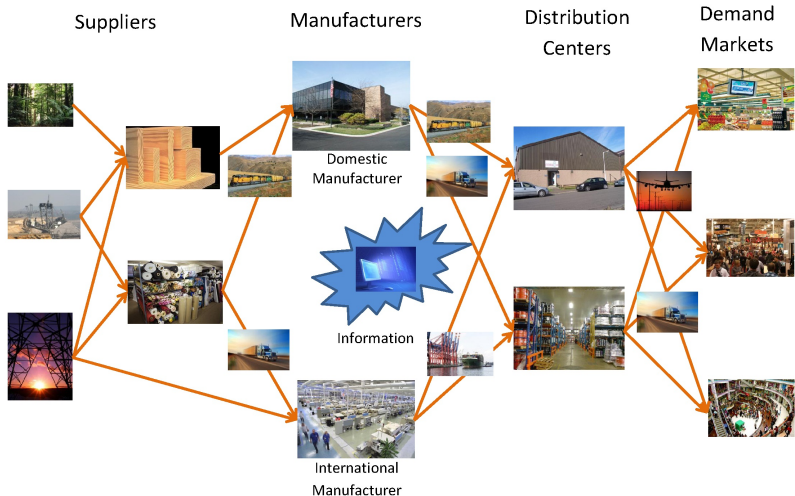 Suppliers
Manufacturers
Distribution
Centers
Demand
Markets
Domestic
Manufacturer
Information
International
Manufacturer